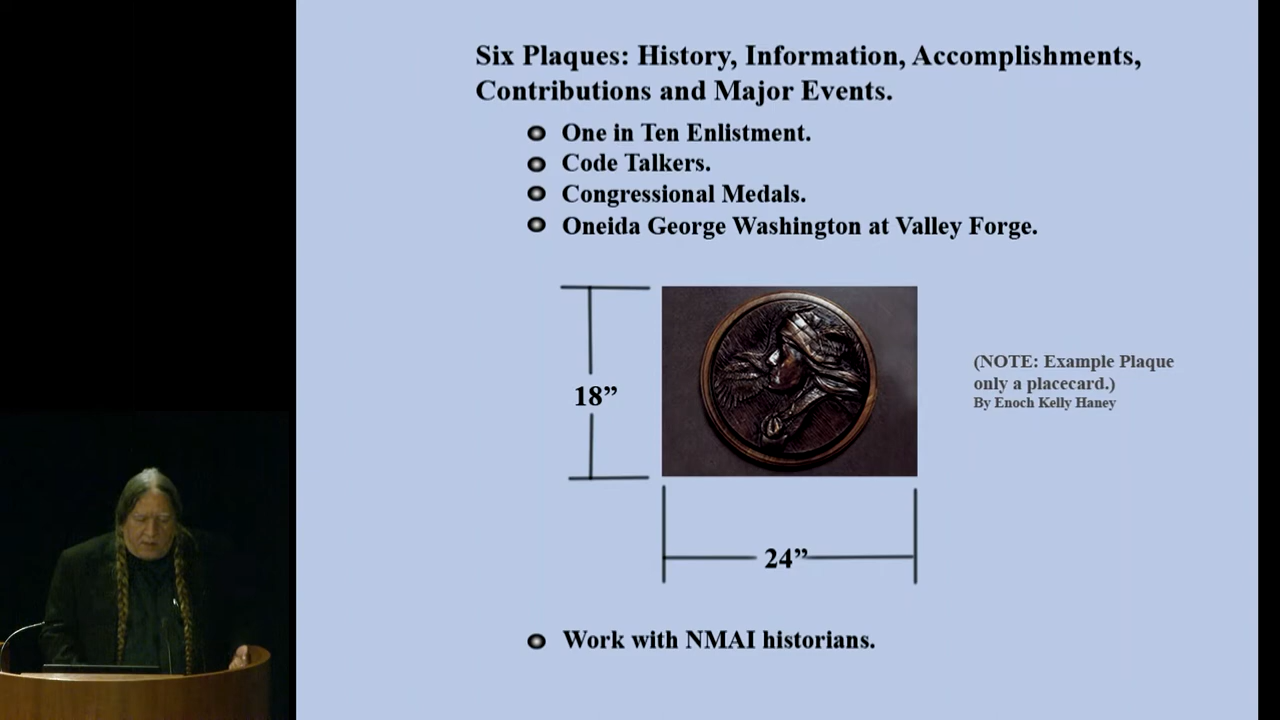 Six Plaques: History, Information, Accomplishments,
Contributions and Major Events.
One in Ten Enlistment.
Code Talkers.
Congressional Medals.
Oneida George Washington at Valley Forge.
18”
(NOTE: Example Plaque
only a placecard.)
By Enoch Kelly Haney
24”
Work with NMAI historians.